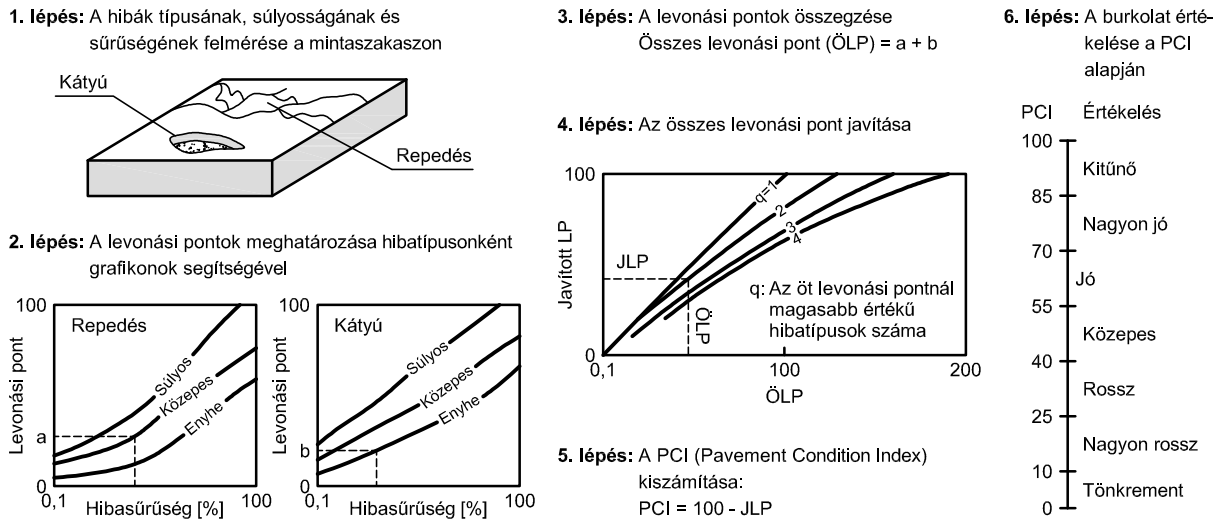 1. lépés: A hibák típusának, súlyosságának és
sűrűségének felmérése a mintaszakaszon
Kátyú
Repedés
2. lépés: A levonási pontok meghatározása hibatípusonként
grafikonok segítségével
100
Repedés
Levonási pont
Súlyos
Közepes
Enyhe
a
0
0,1
Hibasűrűség [%]
100
100
Kátyú
Levonási pont
Súlyos
Közepes
Enyhe
b
0
0,1
Hibasűrűség [%]
100
3. lépés: A levonási pontok összegzése
Összes levonási pont (ÖLP) = a + b
4. lépés: Az összes levonási pont javítása
100
Javított LP
q=1
2
3
4
JLP
ÖLP
q: Az öt levonási pontnál
magasabb értékű
hibatípusok száma
0
0,1
100
200
ÖLP
5. lépés: A PCI (Pavement Condition Index)
kiszámítása:
PCI = 100 - JLP
6. lépés: A burkolat érté-
kelése a PCI
alapján
PCI Értékelés
100
Kitűnő
85
Nagyon jó
70
Jó
55
Közepes
40
Rossz
25
Nagyon rossz
10
Tönkrement
0